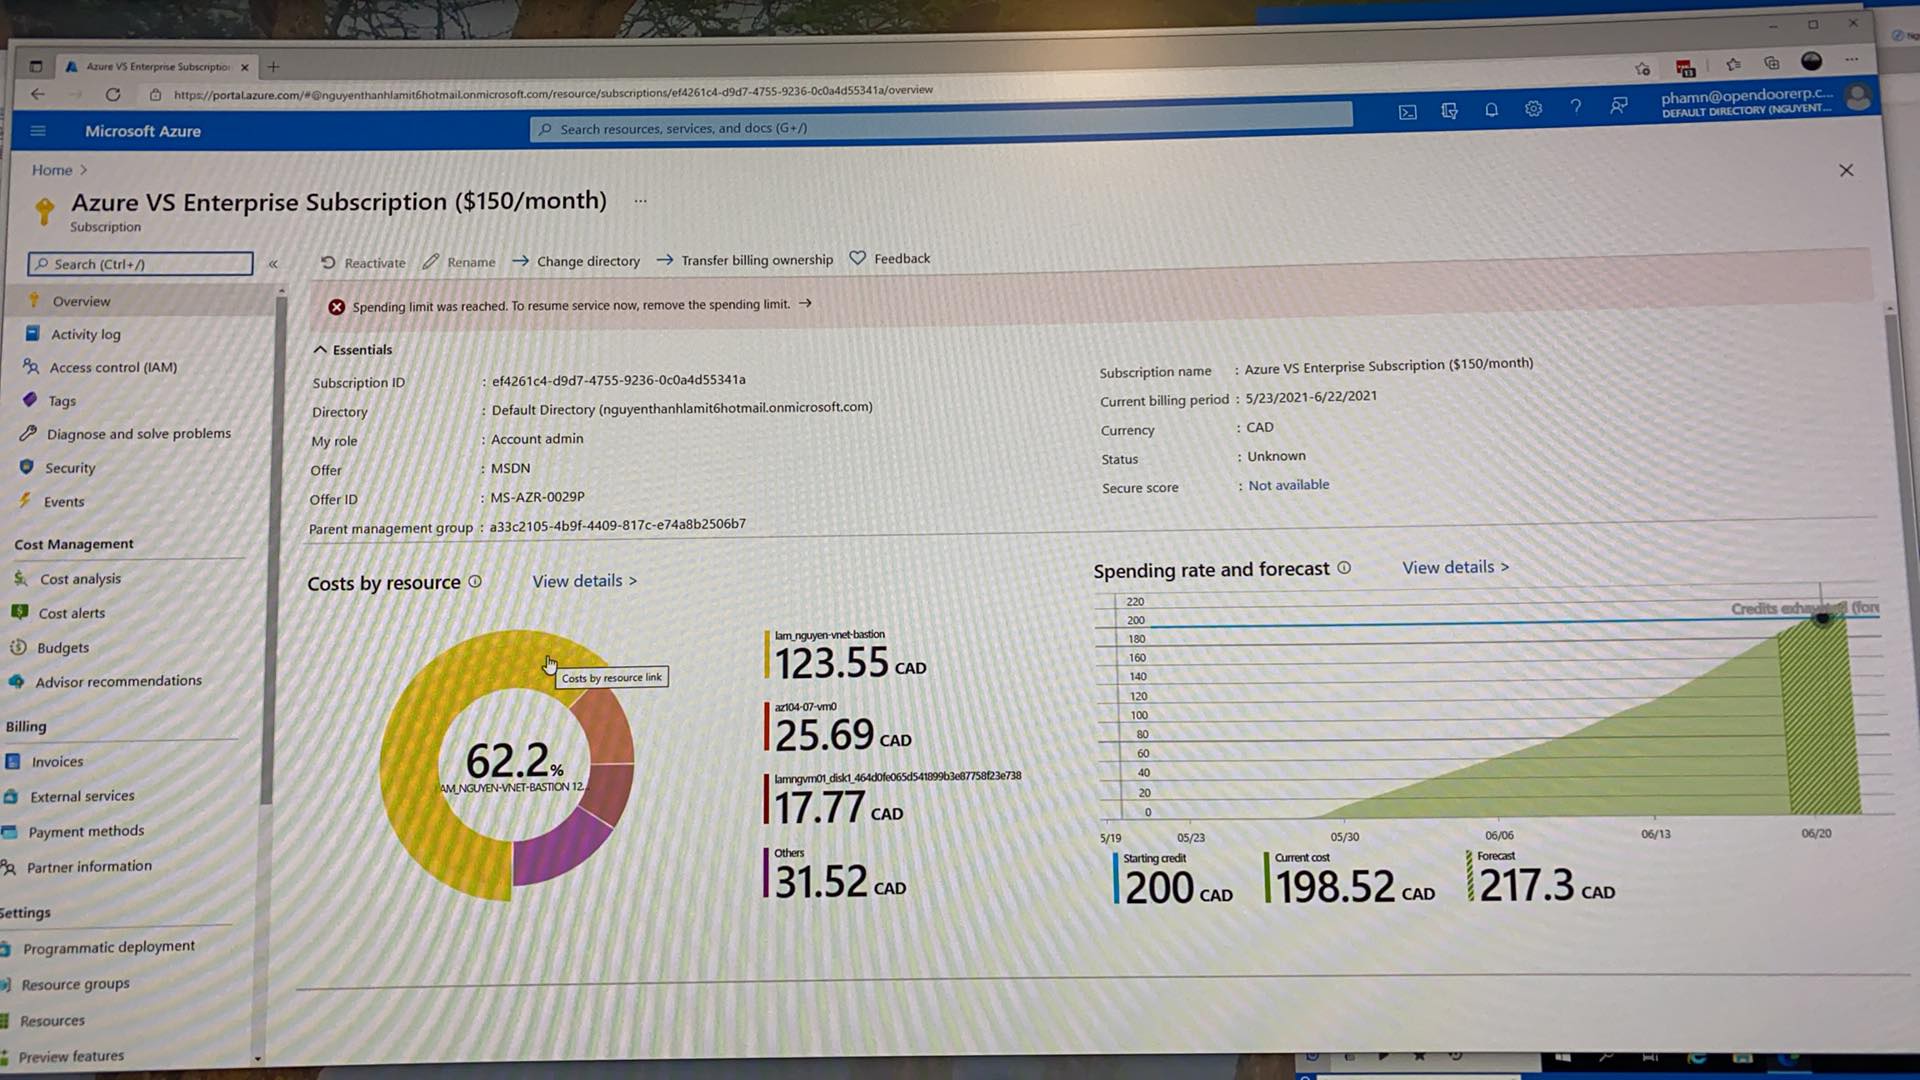 Azure VS Enterprise Subscriptio
https://portal.azure.com/#@nguyenthanhlamit6hotmail.onmicrosoft.com/resource/subscriptions/ef4261c4-d9d7-4755-9236-0c0a4d55341a/overview
13
Microsoft Azure
Search resources, services, and docs (G+/)
phamn@opendoorerp.c...
DEFAULT DIRECTORY (NGUYENT...
Home >
Azure VS Enterprise Subscription ($150/month) ...
Subscription
Search (Ctrl+/)
«
Reactivate
Rename
Change directory
Transfer billing ownership
Feedback
Spending limit was reached. To resume service now, remove the spending limit. →
Overview
Activity log
Access control (IAM)
Tags
Diagnose and solve problems
Security
Events
Cost Management
Cost analysis
Cost alerts
Budgets
Advisor recommendations
Billing
Invoices
External services
Payment methods
Partner information
Settings
Programmatic deployment
Resource groups
Resources
Preview features
Essentials
Subscription ID : ef4261c4-d9d7-4755-9236-0c0a4d55341a
Directory : Default Directory (nguyenthanhlamit6hotmail.onmicrosoft.com)
My role : Account admin
Offer : MSDN
Offer ID : MS-AZR-0029P
Parent management group : a33c2105-4b9f-4409-817c-e74a8b2506b7
Subscription name : Azure VS Enterprise Subscription ($150/month)
Current billing period : 5/23/2021-6/22/2021
Currency : CAD
Status : Unknown
Secure score : Not available
Costs by resource
View details >
Costs by resource link
62.2%
AM_NGUYEN-VNET-BASTION 12...
lam_nguyen-vnet-bastion
123.55 CAD
az104-07-vm0
25.69 CAD
lamngvm01_disk1_464d0fe065d541899b3e87758f23e738
17.77 CAD
Others
31.52 CAD
Spending rate and forecast
View details >
Credits exhausted (fore
220
200
180
160
140
120
100
80
60
40
20
0
5/19
05/23
05/30
06/06
06/13
06/20
Starting credit
200 CAD
Current cost
198.52 CAD
Forecast
217.3 CAD